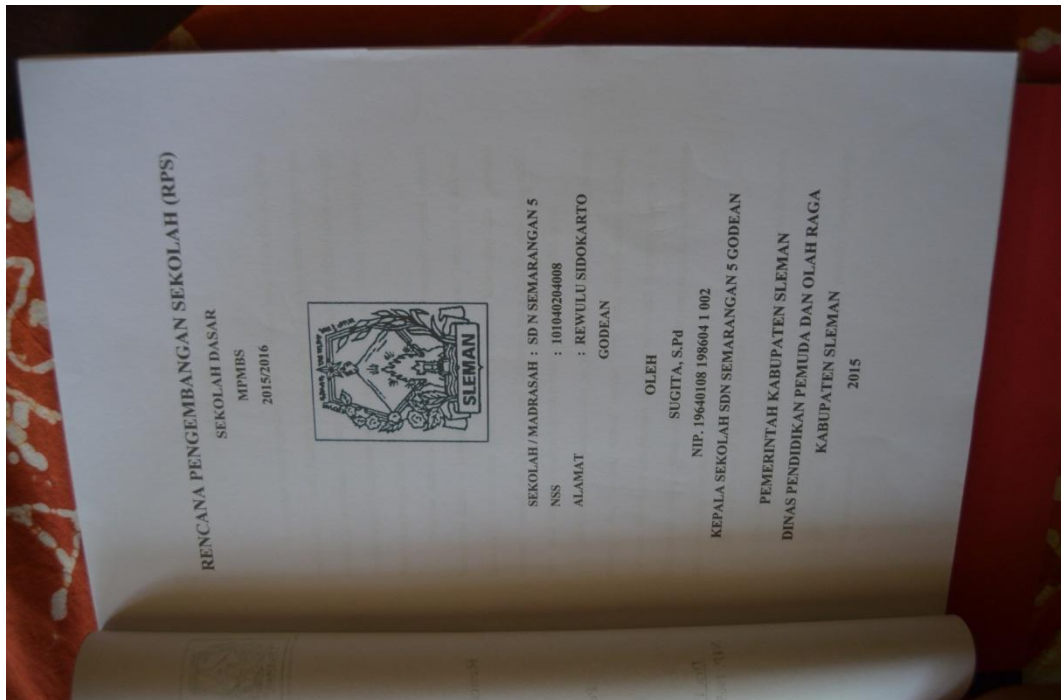 RENCANA PENGEMBANGAN SEKOLAH (RPS)
SEKOLAH DASAR
MPMBS
2015/2016
SLEMAN
SEKOLAH / MADRASAH : SD N SEMARANGAN 5
NSS : 101040204008
ALAMAT : REWULU SIDOKARTO
GODEAN
OLEH
SUGITA, S.Pd
NIP. 19640108 198604 1 002
KEPALA SEKOLAH SDN SEMARANGAN 5 GODEAN
PEMERINTAH KABUPATEN SLEMAN
DINAS PENDIDIKAN PEMUDA DAN OLAH RAGA
KABUPATEN SLEMAN
2015